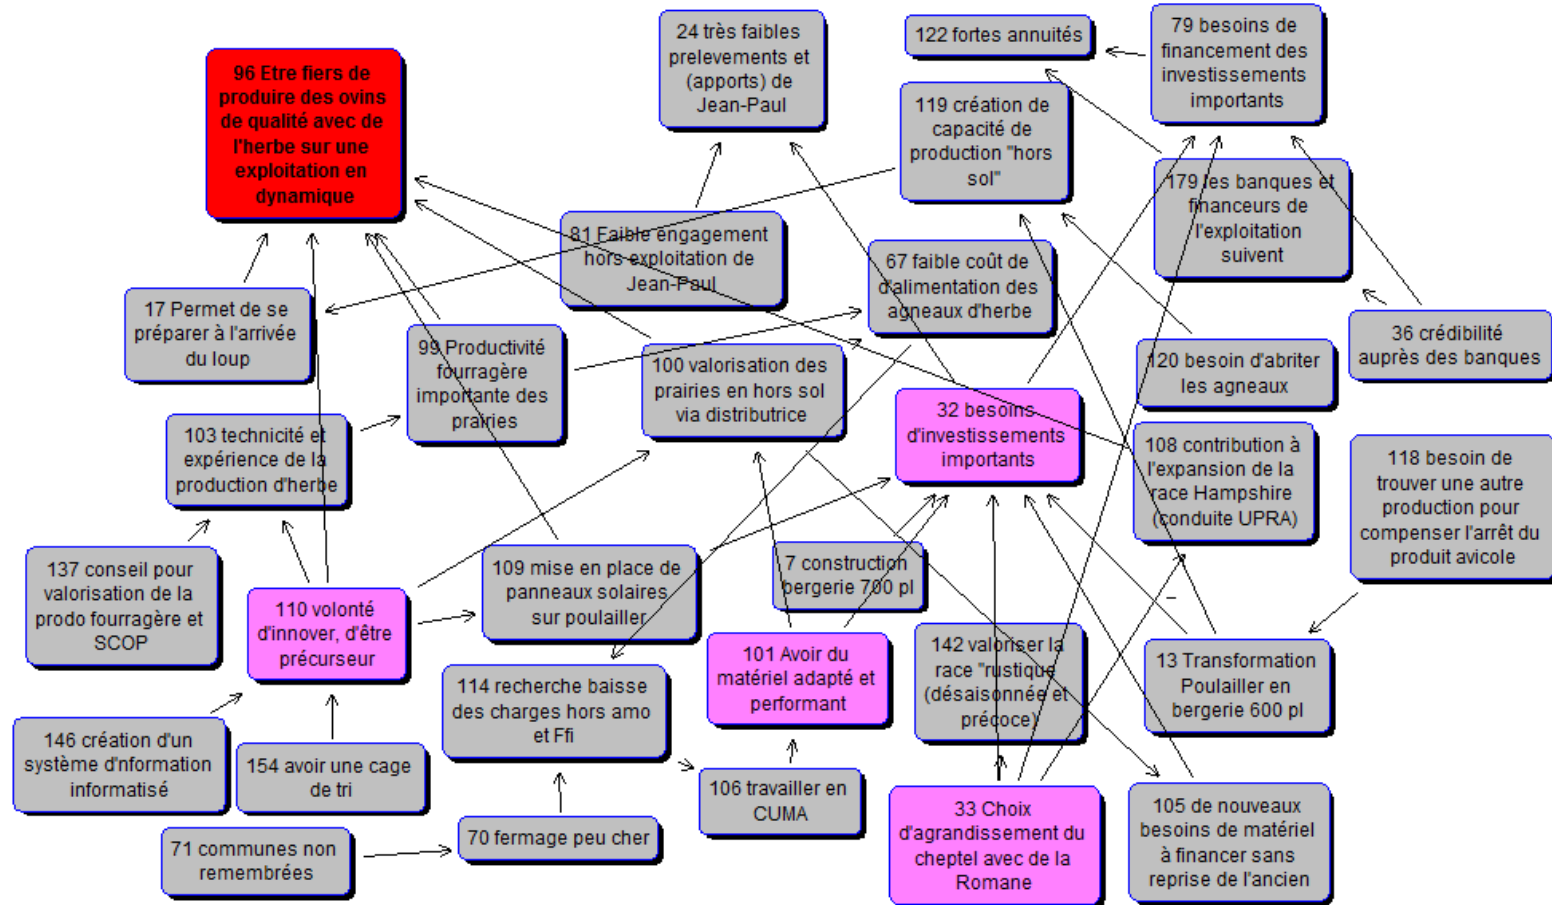 96 Etre fiers de
produire des ovins
de qualité avec de
l'herbe sur une
exploitation en
dynamique
24 très faibles
prelevements et
(apports) de
Jean-Paul
122 fortes annuités
79 besoins de
financement des
investissements
importants
119 création de
capacité de
production "hors
sol"
179 les banques et
financeurs de
l'exploitation
suivent
81 Faible engagement
hors exploitation de
Jean-Paul
67 faible coût de
d'alimentation des
agneaux d'herbe
17 Permet de se
préparer à l'arrivée
du loup
99 Productivité
fourragère
importante des
prairies
100 valorisation des
prairies en hors sol
via distributrice
120 besoin d'abriter
les agneaux
36 crédibilité
auprès des banques
103 technicité et
expérience de la
production d'herbe
32 besoins
d'investissements
importants
108 contribution à
l'expansion de la
race Hampshire
(conduite UPRA)
118 besoin de
trouver une autre
production pour
compenser l'arrêt du
produit avicole
137 conseil pour
valorisation de la
prodo fourragère et
SCOP
110 volonté
d'innover, d'être
précurseur
109 mise en place de
panneaux solaires
sur poulailler
7 construction
bergerie 700 pl
101 Avoir du
matériel adapté et
performant
142 valoriser la
race "rustique
(désaisonnée et
précoce)
13 Transformation
Poulailler en
bergerie 600 pl
114 recherche baisse
des charges hors amo
et Ffi
146 création d'un
système d'nformation
informatisé
154 avoir une cage
de tri
106 travailler en
CUMA
33 Choix
d'agrandissement du
cheptel avec de la
Romane
105 de nouveaux
besoins de matériel
à financer sans
reprise de l'ancien
71 communes non
remembrées
70 fermage peu cher